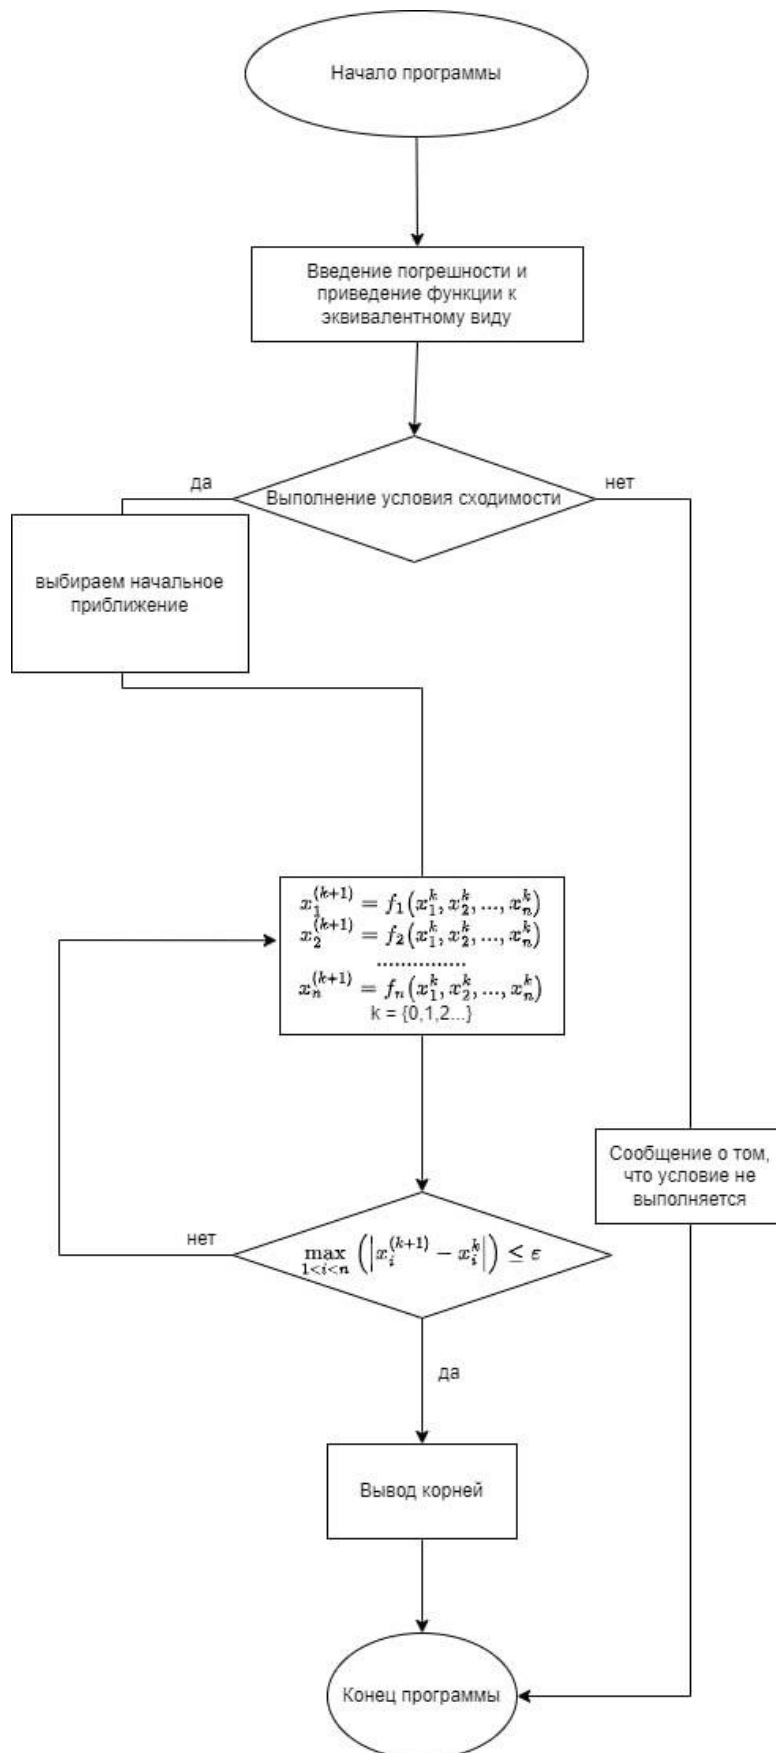 Начало программы
Введение погрешности и
приведение функции к
эквивалентному виду
да
Выполнение условия сходимости
нет
выбираем начальное
приближение
x_1^{(k+1)} = f_1(x_1^k, x_2^k, ..., x_n^k)
x_2^{(k+1)} = f_2(x_1^k, x_2^k, ..., x_n^k)
...............
x_n^{(k+1)} = f_n(x_1^k, x_2^k, ..., x_n^k)
k = {0,1,2...}
Сообщение о том,
что условие не
выполняется
нет
\max_{1<i<n} (|x_i^{(k+1)} - x_i^k|) ≤ ε
да
Вывод корней
Конец программы